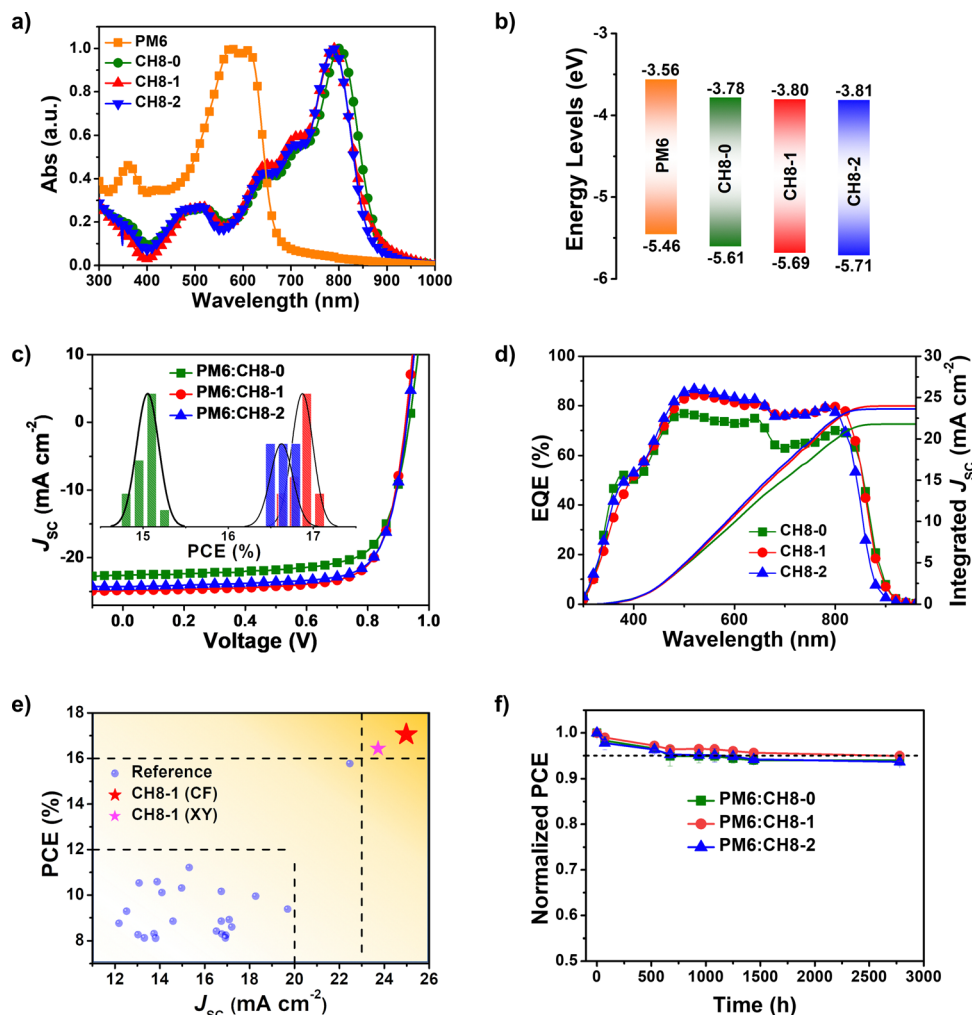 a)
PM6
CH8-0
CH8-1
CH8-2
Abs (a.u.)
1.0
0.8
0.6
0.4
0.2
0.0
300 400 500 600 700 800 900 1000
Wavelength (nm)
b)
Energy Levels (eV)
-3
-4
-5
-6
-3.56
-3.78
-3.80
-3.81
PM6
CH8-0
CH8-1
CH8-2
-5.46
-5.61
-5.69
-5.71
c)
PM6:CH8-0
PM6:CH8-1
PM6:CH8-2
J_SC (mA cm⁻²)
10
0
-10
-20
15 16 17
PCE (%)
0.0 0.2 0.4 0.6 0.8 1.0
Voltage (V)
d)
EQE (%)
100
80
60
40
20
0
CH8-0
CH8-1
CH8-2
30
25
20
15
10
5
0
Integrated J_SC (mA cm⁻²)
400 600 800
Wavelength (nm)
e)
PCE (%)
18
16
14
12
10
8
Reference
CH8-1 (CF)
CH8-1 (XY)
12 14 16 18 20 22 24 26
J_SC (mA cm⁻²)
f)
Normalized PCE
1.0
0.9
0.8
0.7
0.6
0.5
PM6:CH8-0
PM6:CH8-1
PM6:CH8-2
0 500 1000 1500 2000 2500 3000
Time (h)